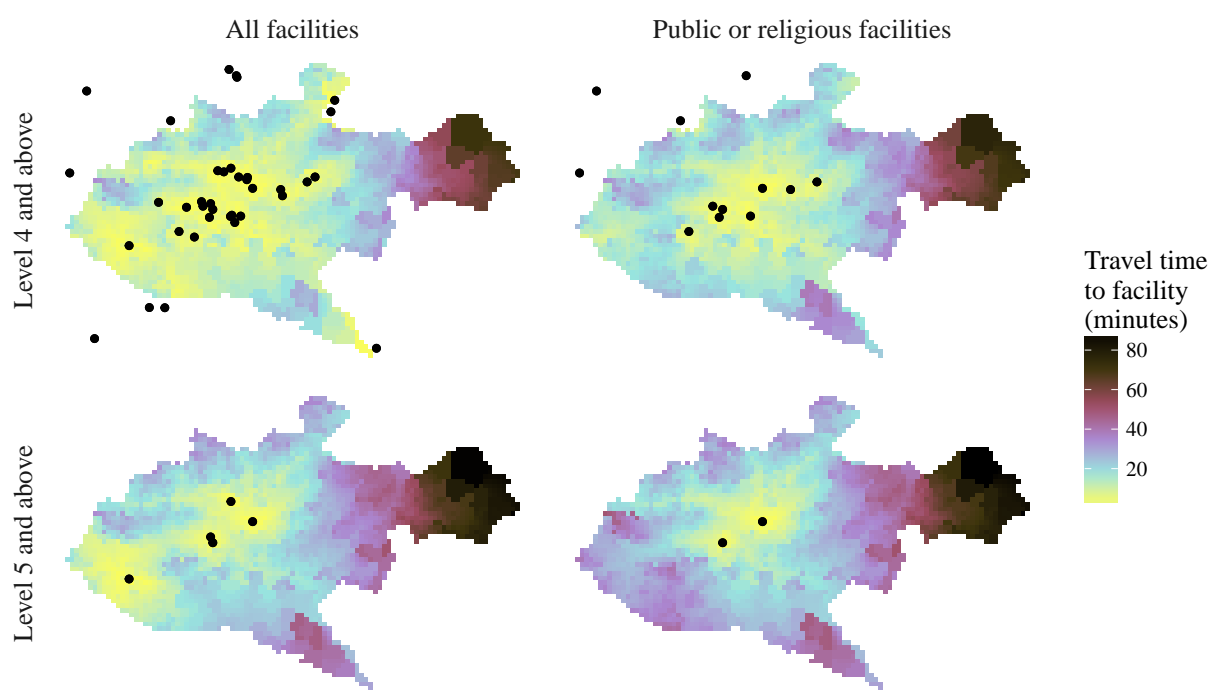 All facilities
Public or religious facilities
Level 4 and above
Level 5 and above
Travel time
to facility
(minutes)
80
60
40
20